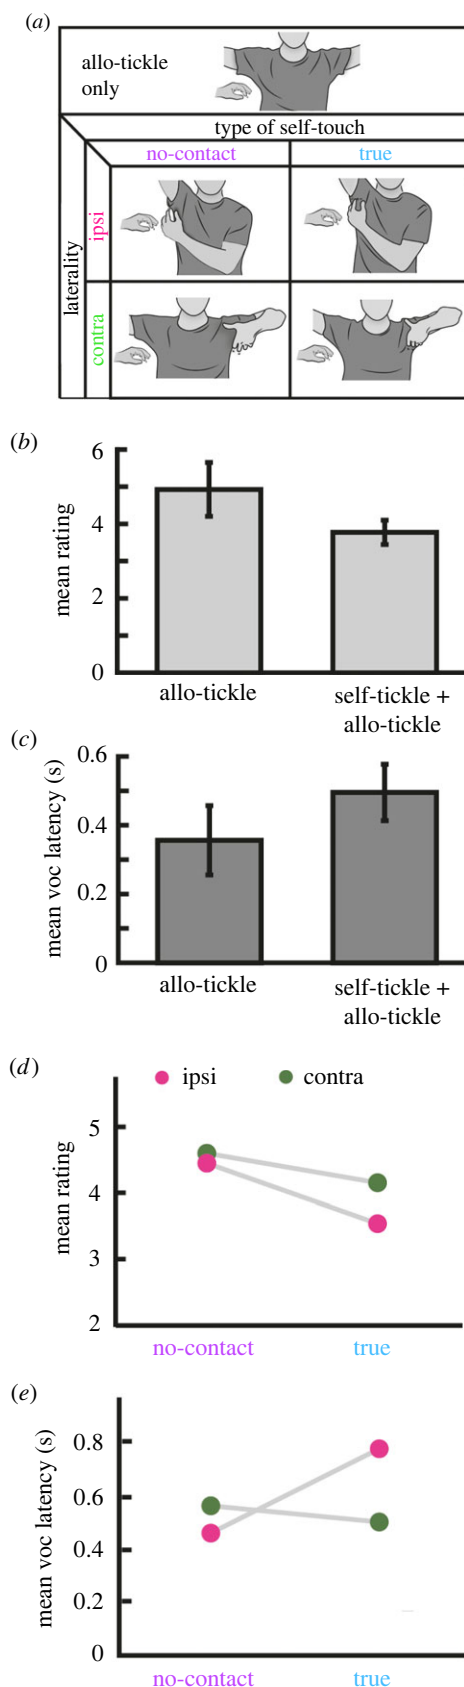 (a)
allo-tickle
only
type of self-touch
no-contact
true
laterality
ipsi
contra
(b)
6
4
2
0
mean rating
allo-tickle
self-tickle +
allo-tickle
(c)
0.6
0.4
0.2
0
mean voc latency (s)
allo-tickle
self-tickle +
allo-tickle
(d)
ipsi
contra
5
4
3
2
mean rating
no-contact
true
(e)
0.8
0.6
0.4
0.2
0
mean voc latency (s)
no-contact
true